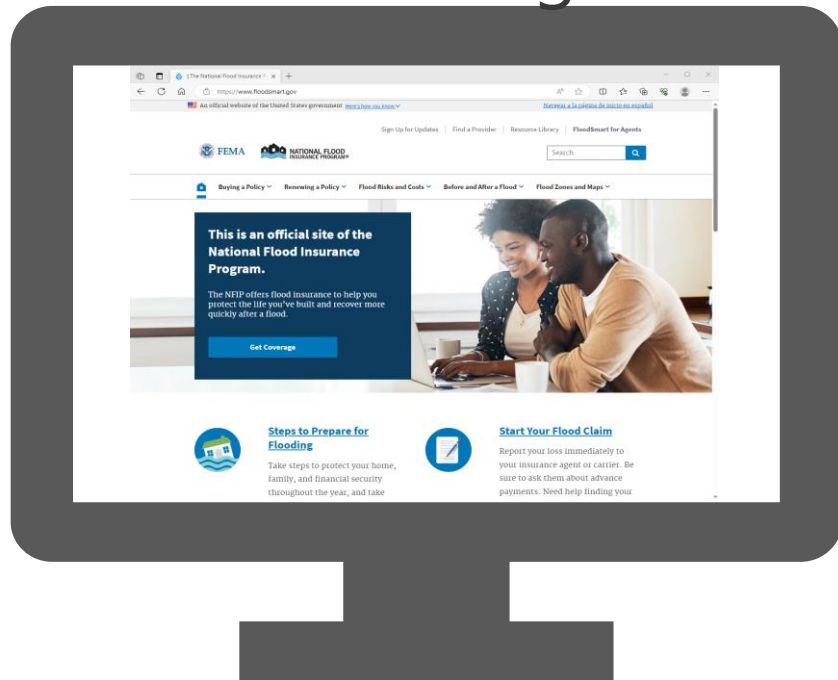 g
| The National Flood Insurance
https://www.floodsmart.gov
An official website of the United States government Here's how you know
Navegar a la página de inicio en español
Sign Up for Updates | Find a Provider | Resource Library | FloodSmart for Agents
FEMA
NATIONAL FLOOD
INSURANCE PROGRAM®
Search
Buying a Policy
Renewing a Policy
Flood Risks and Costs
Before and After a Flood
Flood Zones and Maps
This is an official site of the
National Flood Insurance
Program.
The NFIP offers flood insurance to help you
protect the life you've built and recover more
quickly after a flood.
Get Coverage
Steps to Prepare for
Flooding
Take steps to protect your home,
family, and financial security
throughout the year, and take
Start Your Flood Claim
Report your loss immediately to
your insurance agent or carrier. Be
sure to ask them about advance
payments. Need help finding your